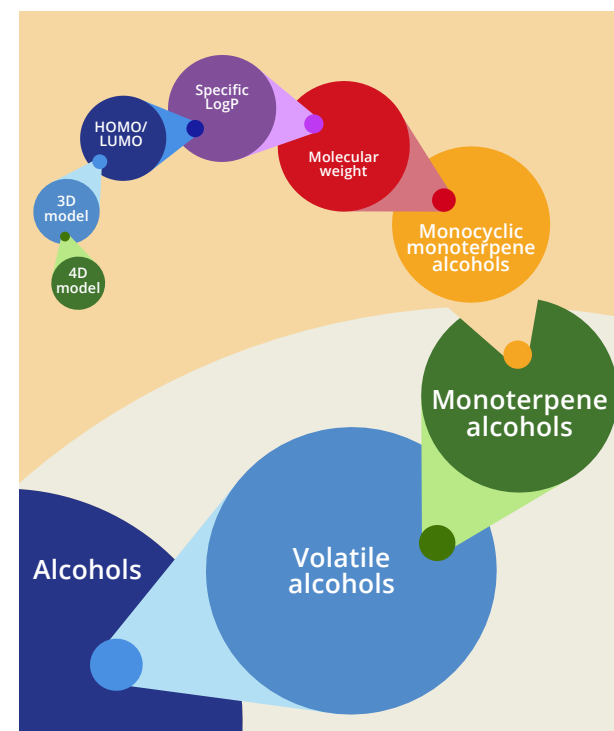 Specific
LogP
HOMO/
LUMO
Molecular
weight
3D
model
Monocyclic
monoterpene
alcohols
4D
model
Monoterpene
alcohols
Volatile
alcohols
Alcohols